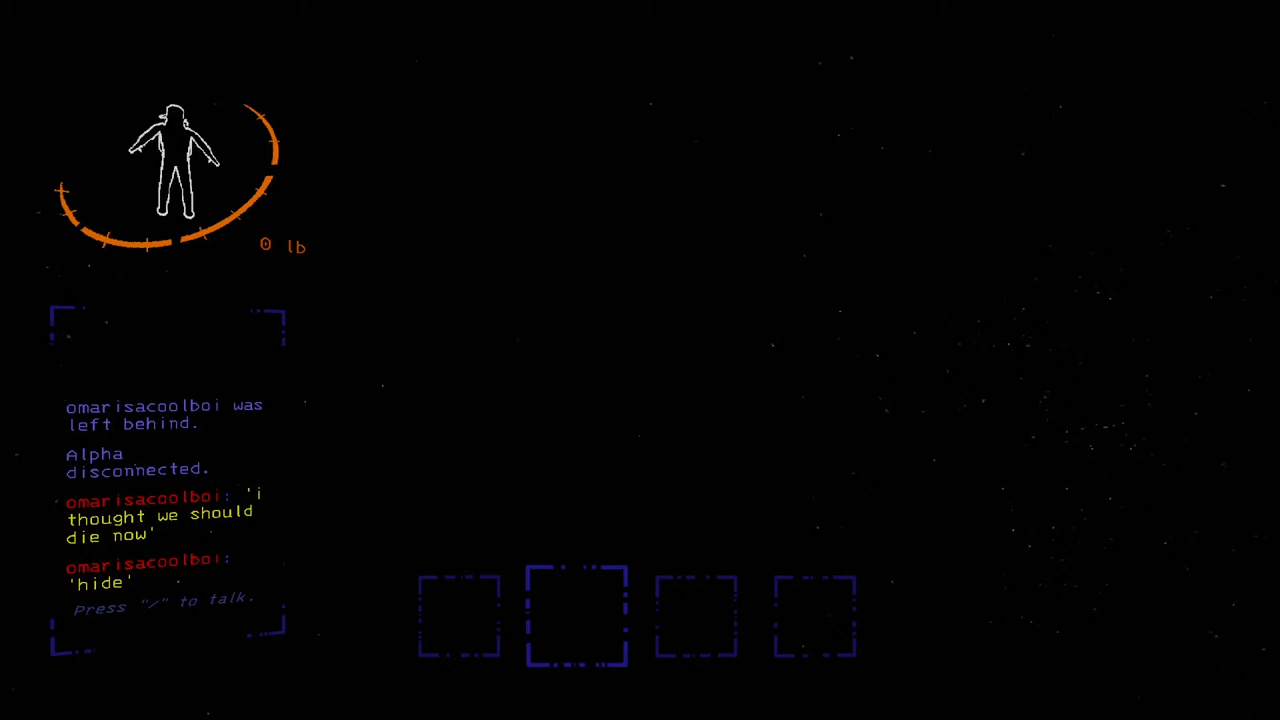 0 lb
omarisacoolboi was
left behind.
Alpha
disconnected.
omarisacoolboi: 'i
thought we should
die now'
omarisacoolboi:
'hide'
Press "/" to talk.